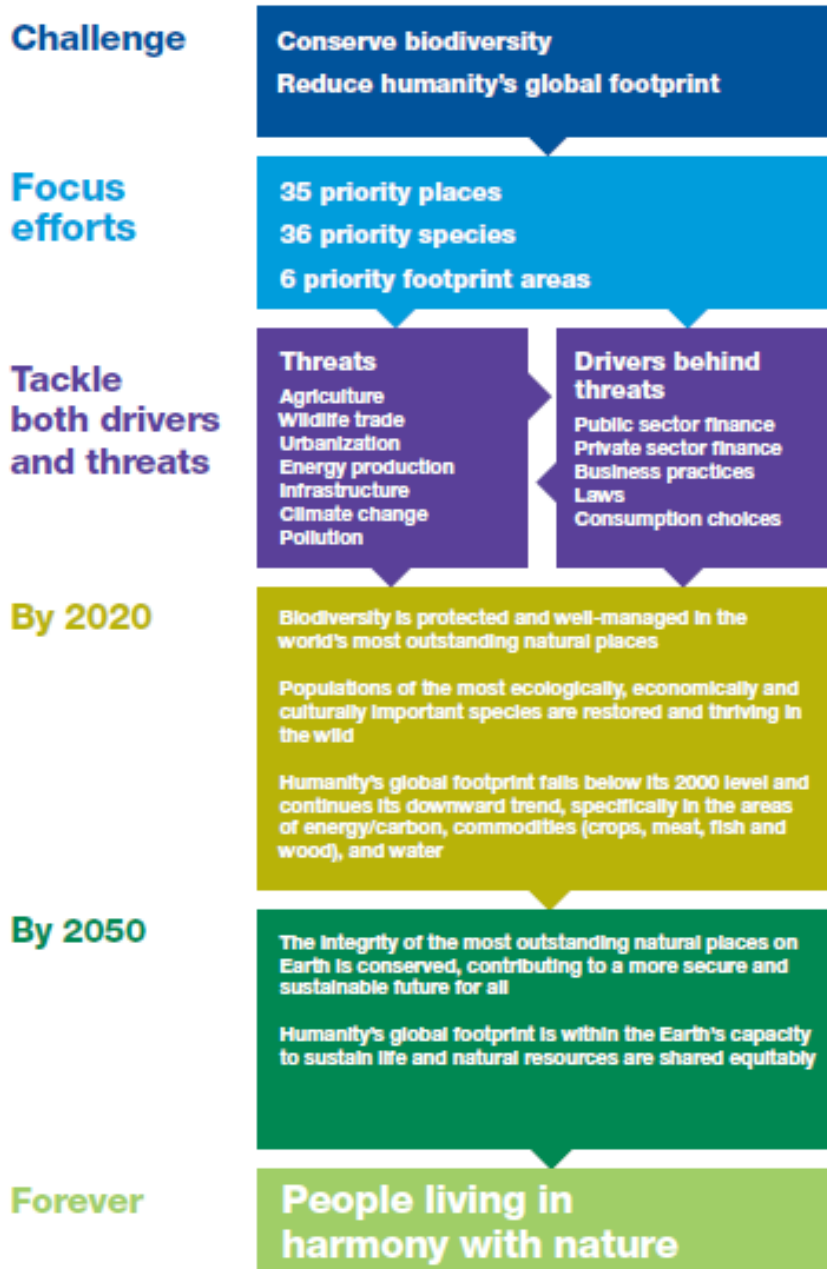 Challenge
Conserve biodiversity
Reduce humanity's global footprint
Focus
efforts
35 priority places
36 priority species
6 priority footprint areas
Tackle
both drivers
and threats
Threats
Agriculture
Wildlife trade
Urbanization
Energy production
Infrastructure
Climate change
Pollution
Drivers behind
threats
Public sector finance
Private sector finance
Business practices
Laws
Consumption choices
By 2020
Biodiversity is protected and well-managed in the
world's most outstanding natural places
Populations of the most ecologically, economically and
culturally important species are restored and thriving in
the wild
Humanity's global footprint falls below its 2000 level and
continues its downward trend, specifically in the areas
of energy/carbon, commodities (crops, meat, fish and
wood), and water
By 2050
The integrity of the most outstanding natural places on
Earth is conserved, contributing to a more secure and
sustainable future for all
Humanity's global footprint is within the Earth's capacity
to sustain life and natural resources are shared equitably
Forever
People living in
harmony with nature